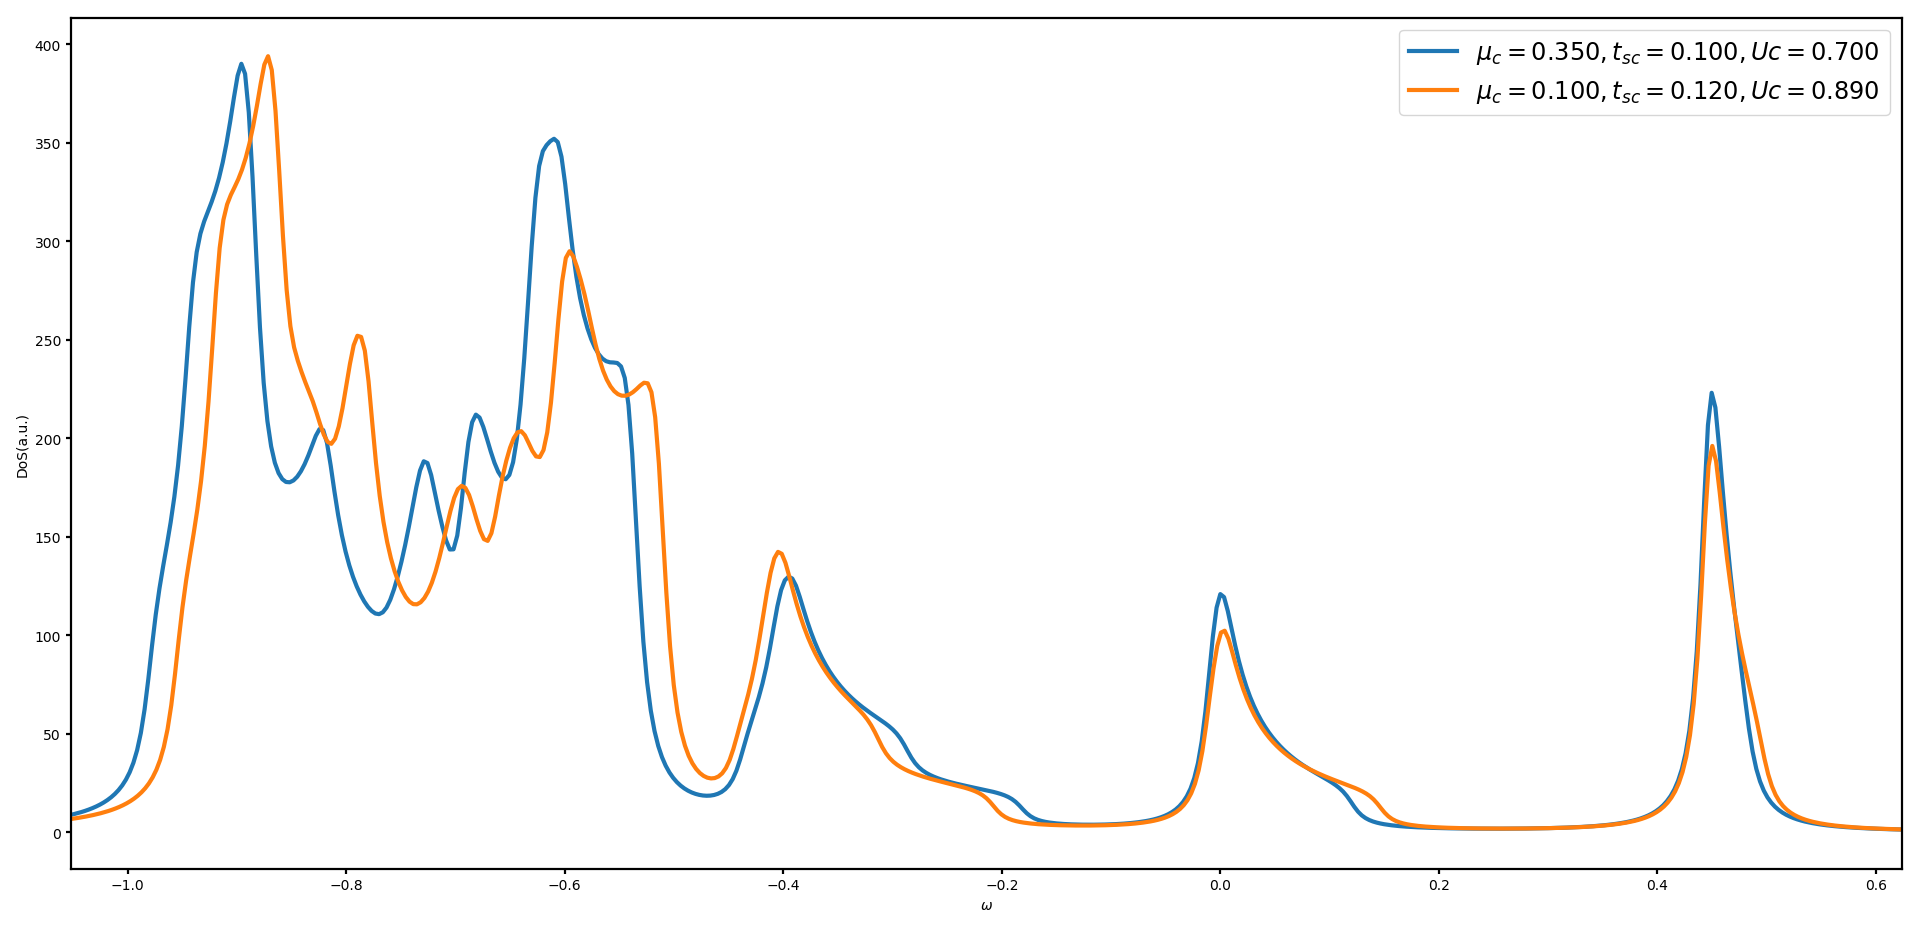 μc = 0.350, tsc = 0.100, Uc = 0.700
μc = 0.100, tsc = 0.120, Uc = 0.890
400
350
300
250
200
150
100
50
0
DoS(a.u.)
−1.0 −0.8 −0.6 −0.4 −0.2 0.0 0.2 0.4 0.6
ω